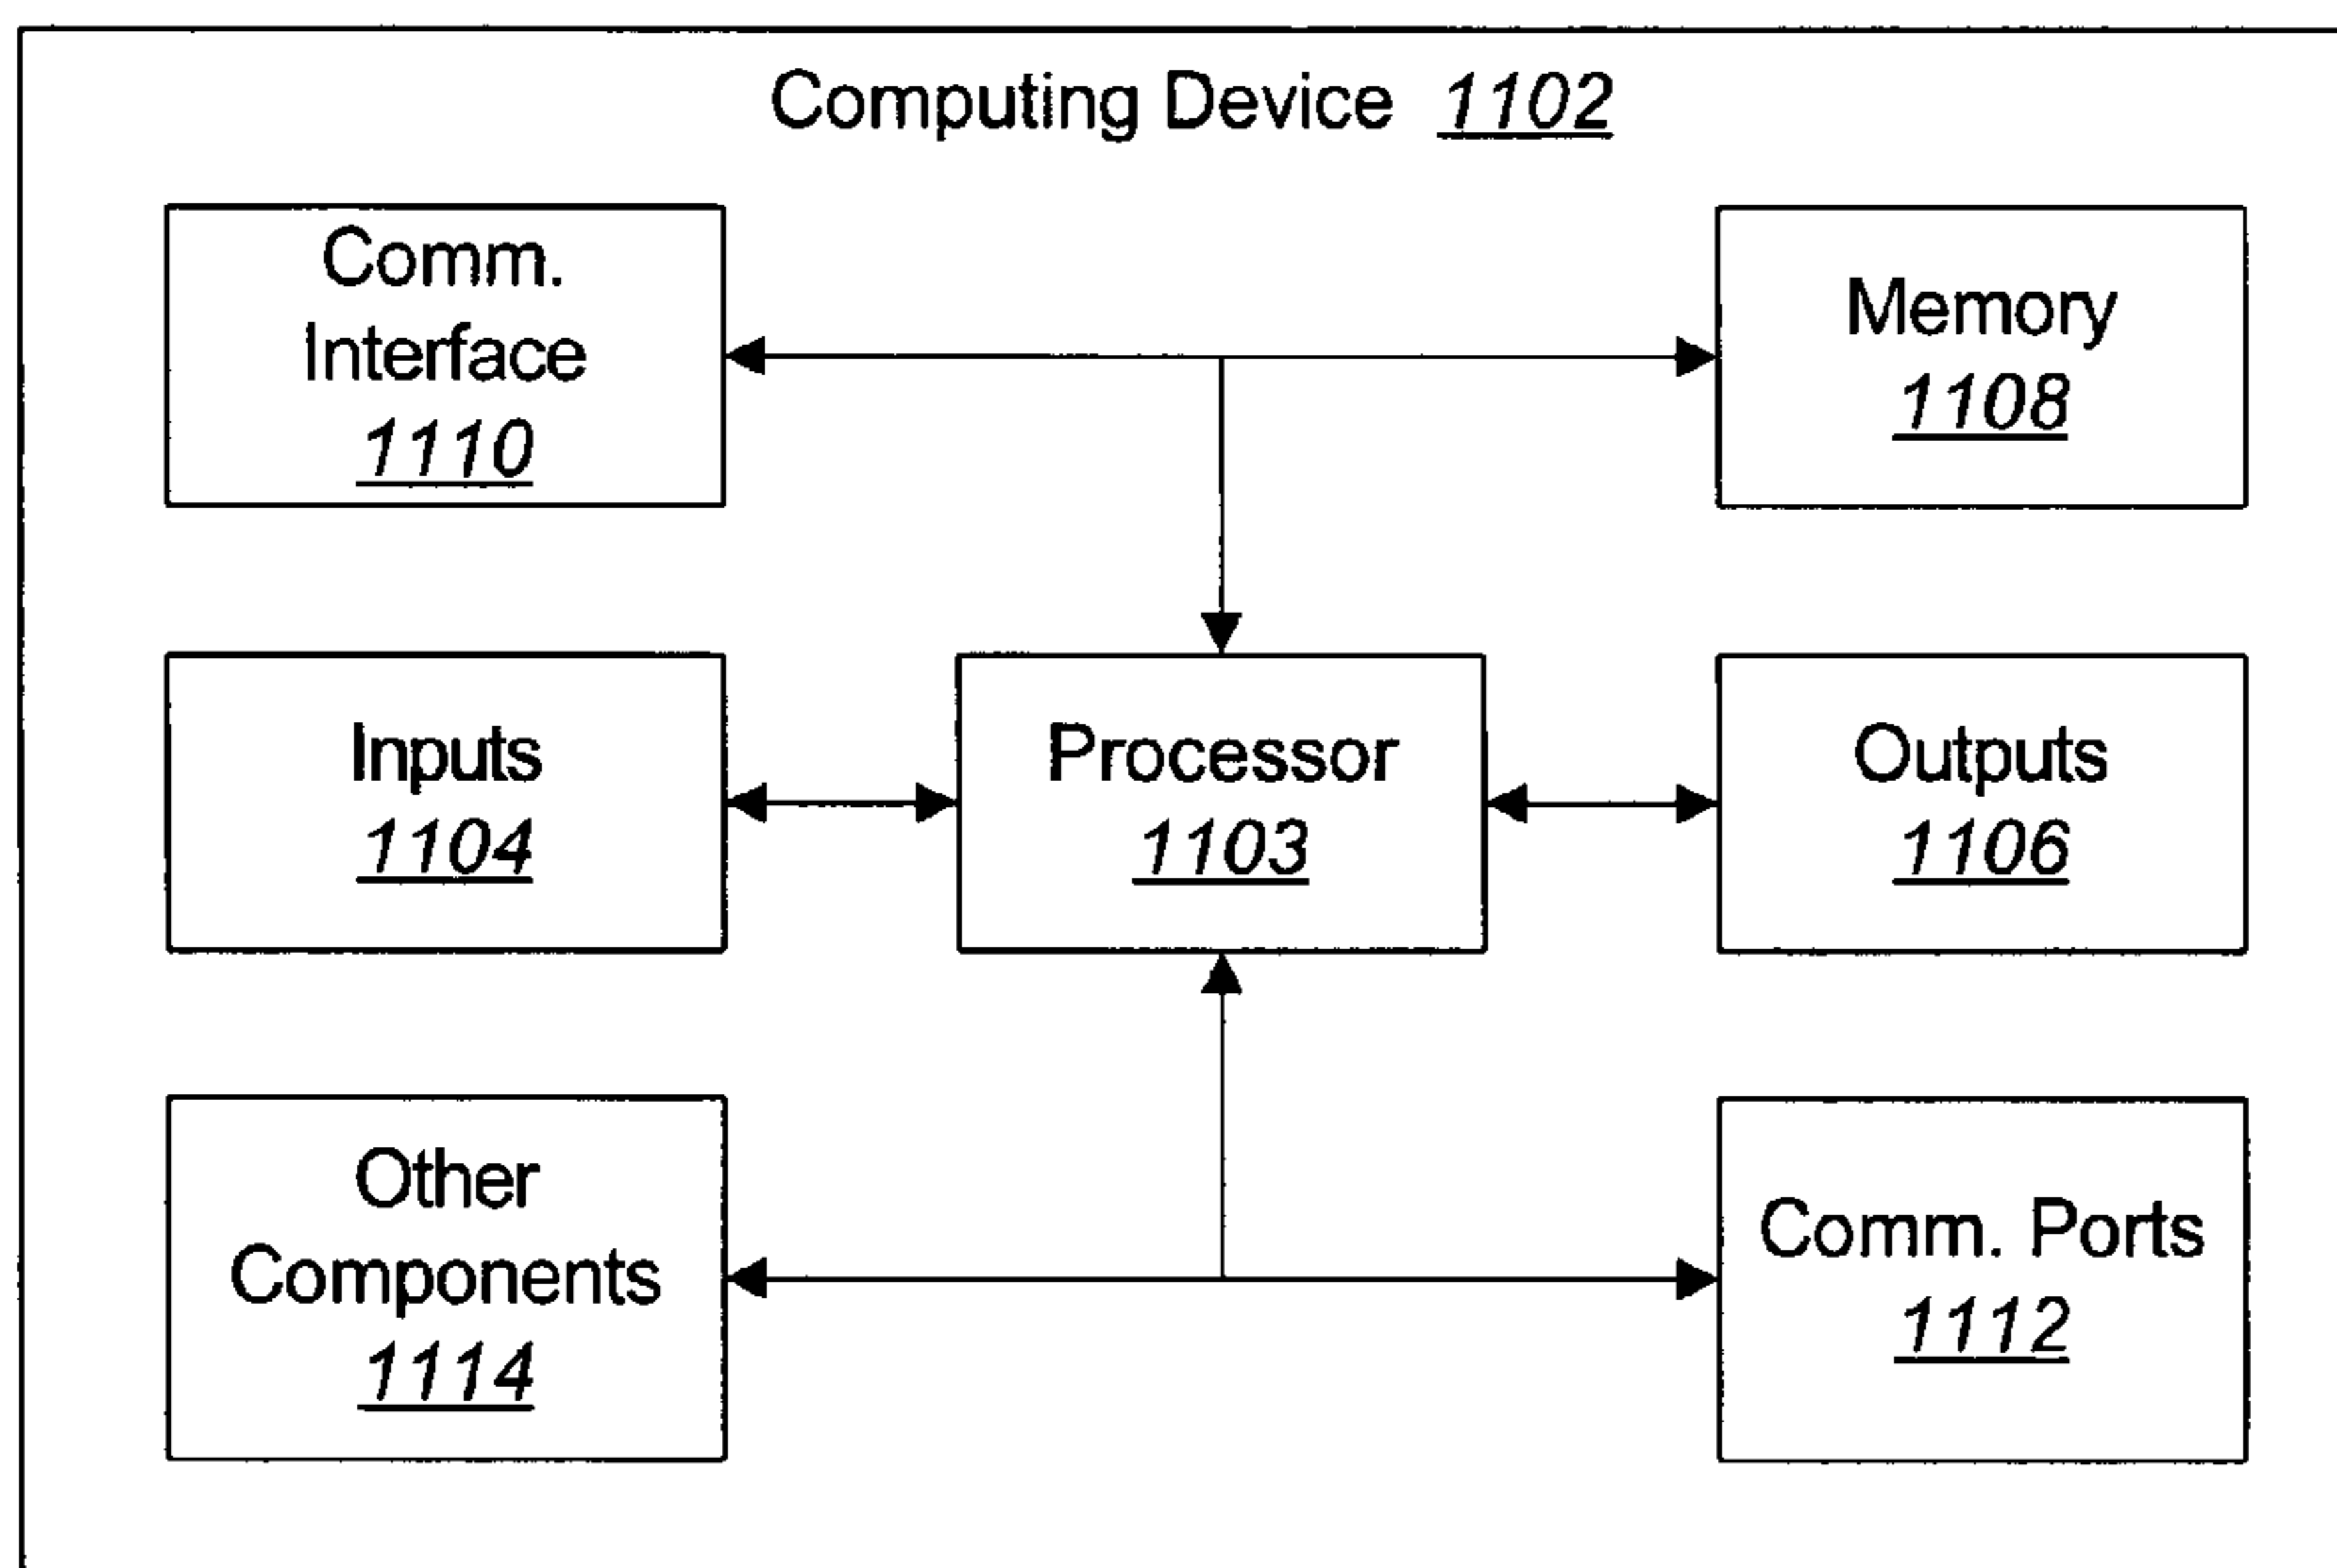 Computing Device 1102
Comm.
Interface
1110
Memory
1108
Inputs
1104
Processor
1103
Outputs
1106
Other
Components
1114
Comm. Ports
1112